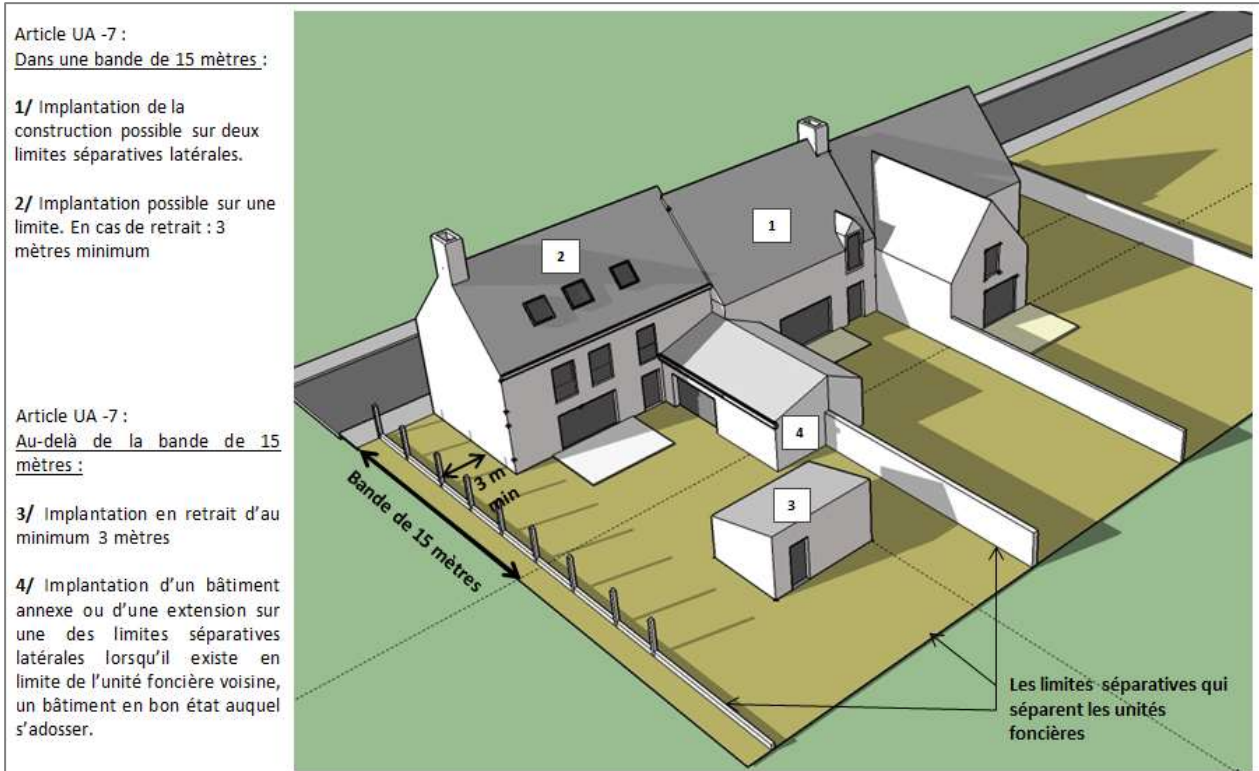 Article UA -7 :
Dans une bande de 15 mètres :
1/ Implantation de la
construction possible sur deux
limites séparatives latérales.
2/ Implantation possible sur une
limite. En cas de retrait : 3
mètres minimum
Article UA -7 :
Au-delà de la bande de 15
mètres :
3/ Implantation en retrait d'au
minimum 3 mètres
4/ Implantation d'un bâtiment
annexe ou d'une extension sur
une des limites séparatives
latérales lorsqu'il existe en
limite de l'unité foncière voisine,
un bâtiment en bon état auquel
s'adosser.
1
2
4
3
3 m
min
Bande de 15 mètres
Les limites séparatives qui
séparent les unités
foncières